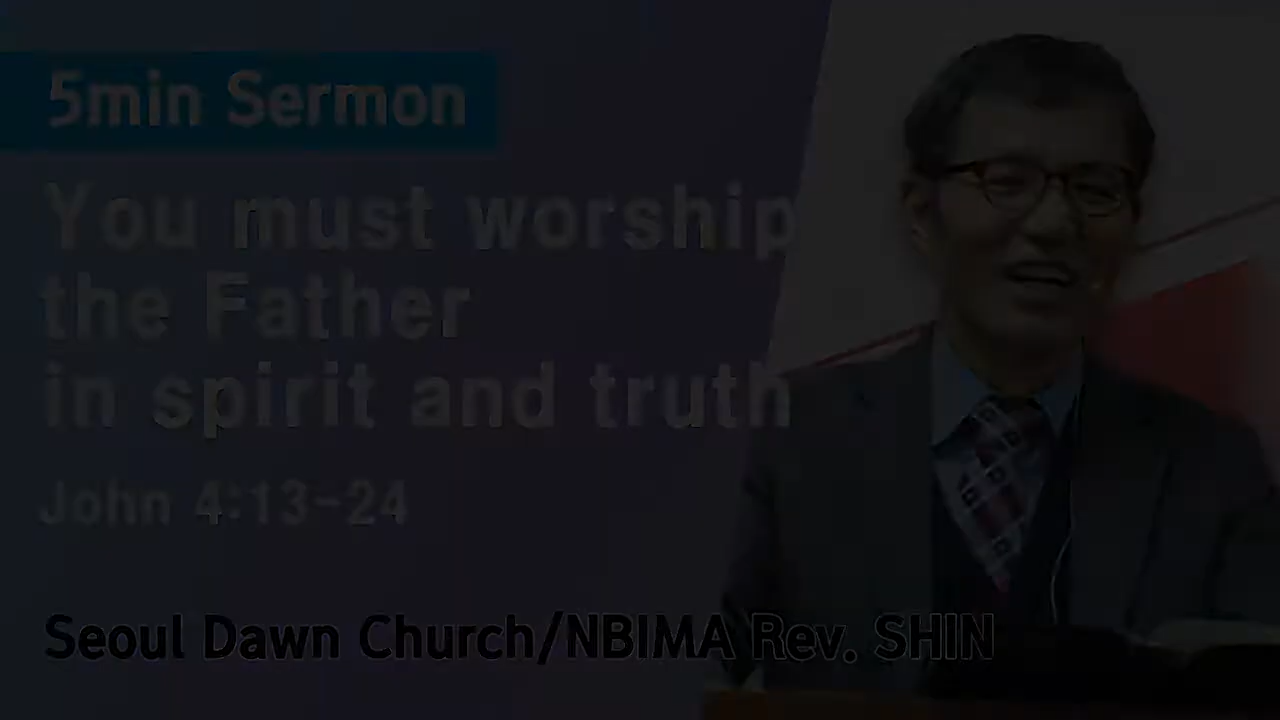 5min Sermon
You must worship
the Father
in spirit and truth
John 4:13-24
Seoul Dawn Church/NBIMA Rev. SHIN